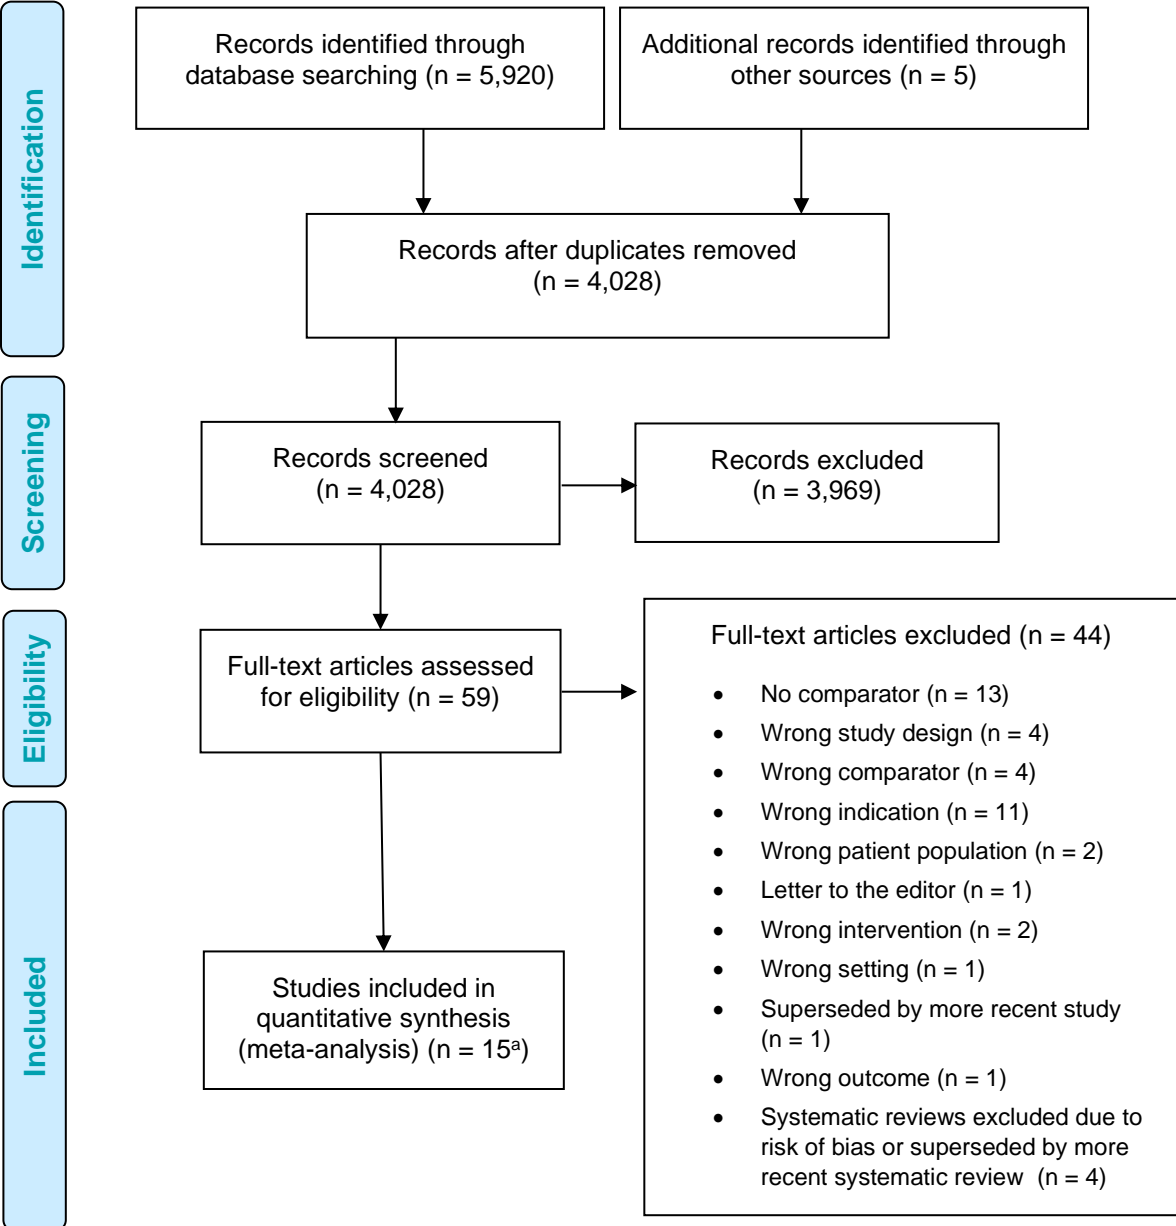 Identification
Records identified through
database searching (n = 5,920)
Additional records identified through
other sources (n = 5)
Records after duplicates removed
(n = 4,028)
Screening
Records screened
(n = 4,028)
Records excluded
(n = 3,969)
Eligibility
Full-text articles assessed
for eligibility (n = 59)
Full-text articles excluded (n = 44)
• No comparator (n = 13)
• Wrong study design (n = 4)
• Wrong comparator (n = 4)
• Wrong indication (n = 11)
• Wrong patient population (n = 2)
• Letter to the editor (n = 1)
• Wrong intervention (n = 2)
• Wrong setting (n = 1)
• Superseded by more recent study
(n = 1)
• Wrong outcome (n = 1)
• Systematic reviews excluded due to
risk of bias or superseded by more
recent systematic review (n = 4)
Included
Studies included in
quantitative synthesis
(meta-analysis) (n = 15ᵃ)